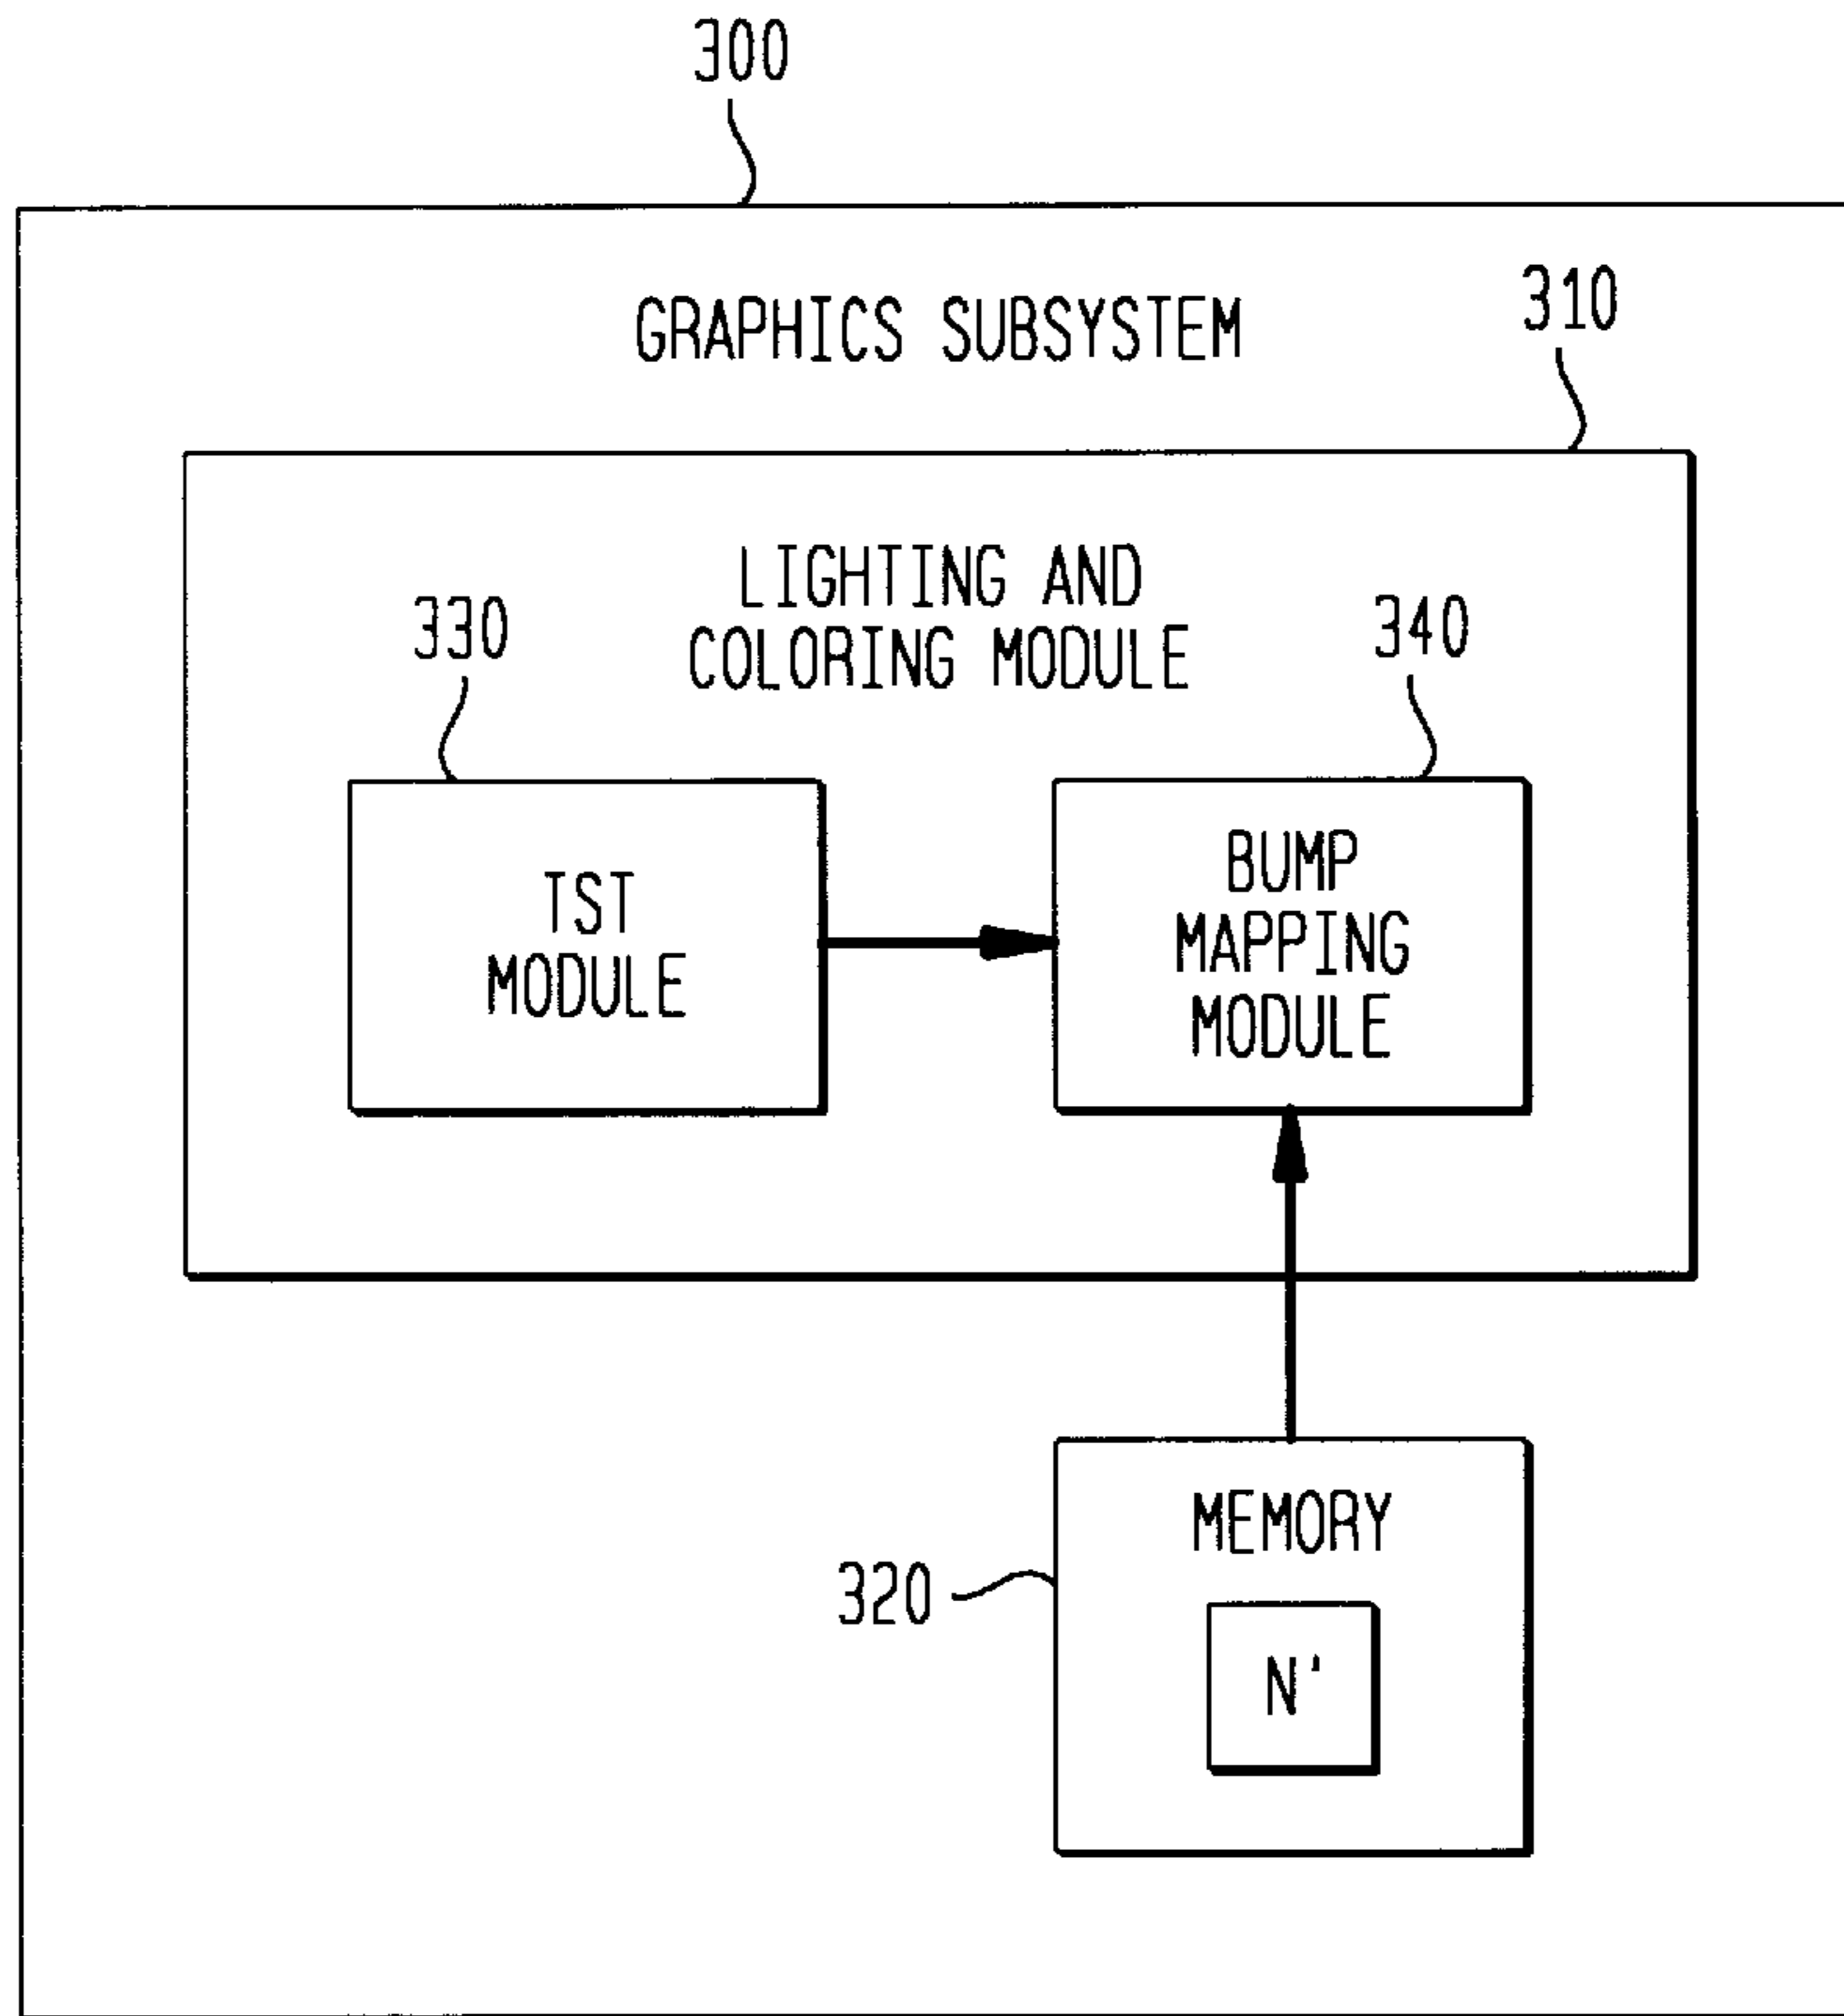 300
GRAPHICS SUBSYSTEM
310
LIGHTING AND
COLORING MODULE
330
340
TST
MODULE
BUMP
MAPPING
MODULE
MEMORY
320
N'